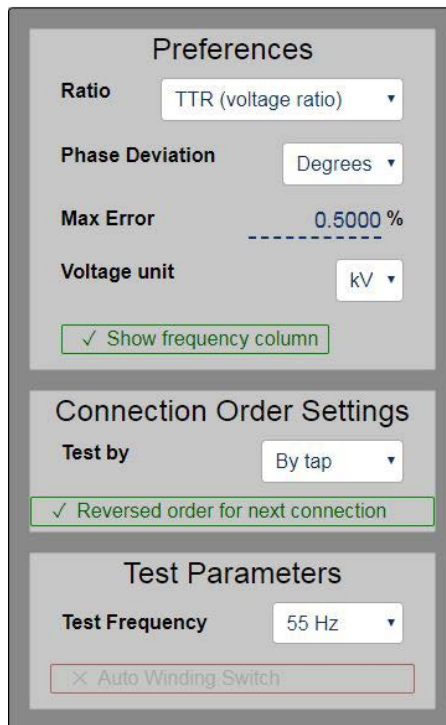 Preferences
Ratio TTR (voltage ratio)
Phase Deviation Degrees
Max Error 0.5000 %
Voltage unit kV
✓ Show frequency column
Connection Order Settings
Test by By tap
✓ Reversed order for next connection
Test Parameters
Test Frequency 55 Hz
✕ Auto Winding Switch